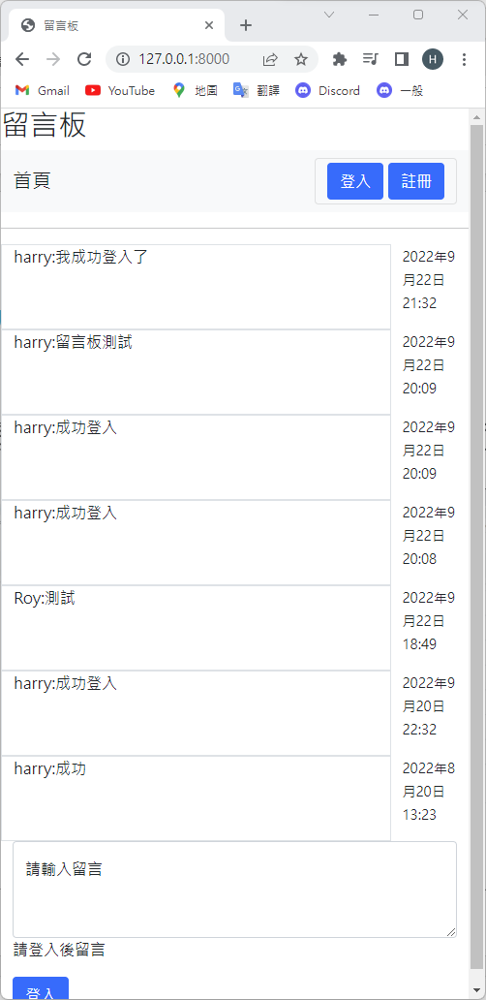 留言板
127.0.0.1:8000
H
Gmail YouTube 地圖 翻譯 Discord 一般
留言板
首頁 登入 註冊
harry:我成功登入了
2022年9
月22日
21:32
harry:留言板測試
2022年9
月22日
20:09
harry:成功登入
2022年9
月22日
20:09
harry:成功登入
2022年9
月22日
20:08
Roy:測試
2022年9
月22日
18:49
harry:成功登入
2022年9
月20日
22:32
harry:成功
2022年8
月20日
13:23
請輸入留言
請登入後留言
登入